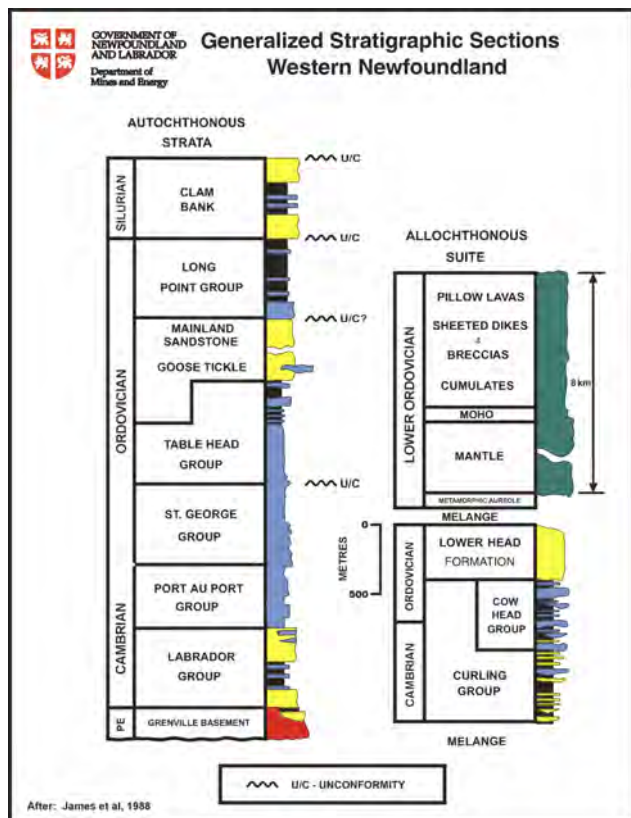 GOVERNMENT OF
NEWFOUNDLAND
AND LABRADOR
Department of
Mines and Energy
Generalized Stratigraphic Sections
Western Newfoundland
AUTOCHTHONOUS
STRATA
U/C
SILURIAN
CLAM
BANK
U/C
ORDOVICIAN
LONG
POINT GROUP
U/C?
MAINLAND
SANDSTONE
GOOSE TICKLE
TABLE HEAD
GROUP
U/C
ST. GEORGE
GROUP
CAMBRIAN
PORT AU PORT
GROUP
LABRADOR
GROUP
PE
GRENVILLE BASEMENT
ALLOCHTHONOUS
SUITE
LOWER ORDOVICIAN
PILLOW LAVAS
SHEETED DIKES
&
BRECCIAS
CUMULATES
8 km
MOHO
MANTLE
METAMORPHIC AUREOLE
MELANGE
0
METRES
500
ORDOVICIAN
LOWER HEAD
FORMATION
COW
HEAD
GROUP
CAMBRIAN
CURLING
GROUP
MELANGE
U/C - UNCONFORMITY
After: James et al, 1988